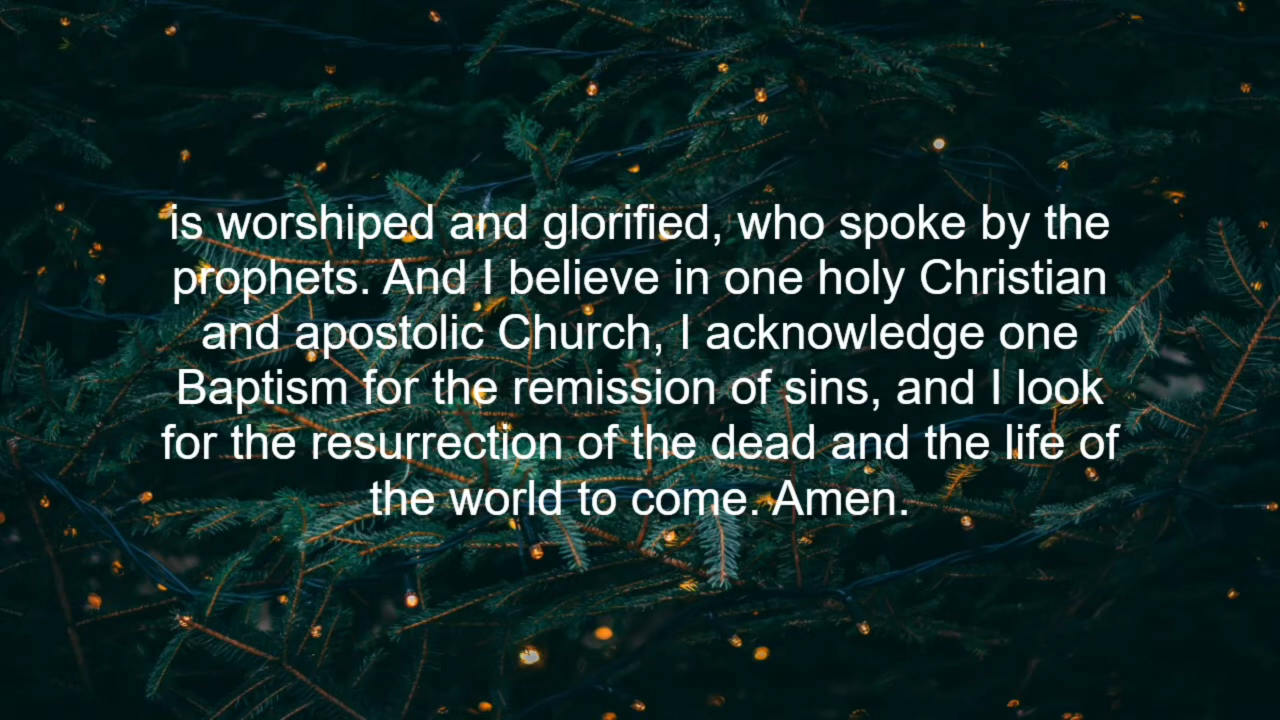 is worshiped and glorified, who spoke by the
prophets. And I believe in one holy Christian
and apostolic Church, I acknowledge one
Baptism for the remission of sins, and I look
for the resurrection of the dead and the life of
the world to come. Amen.